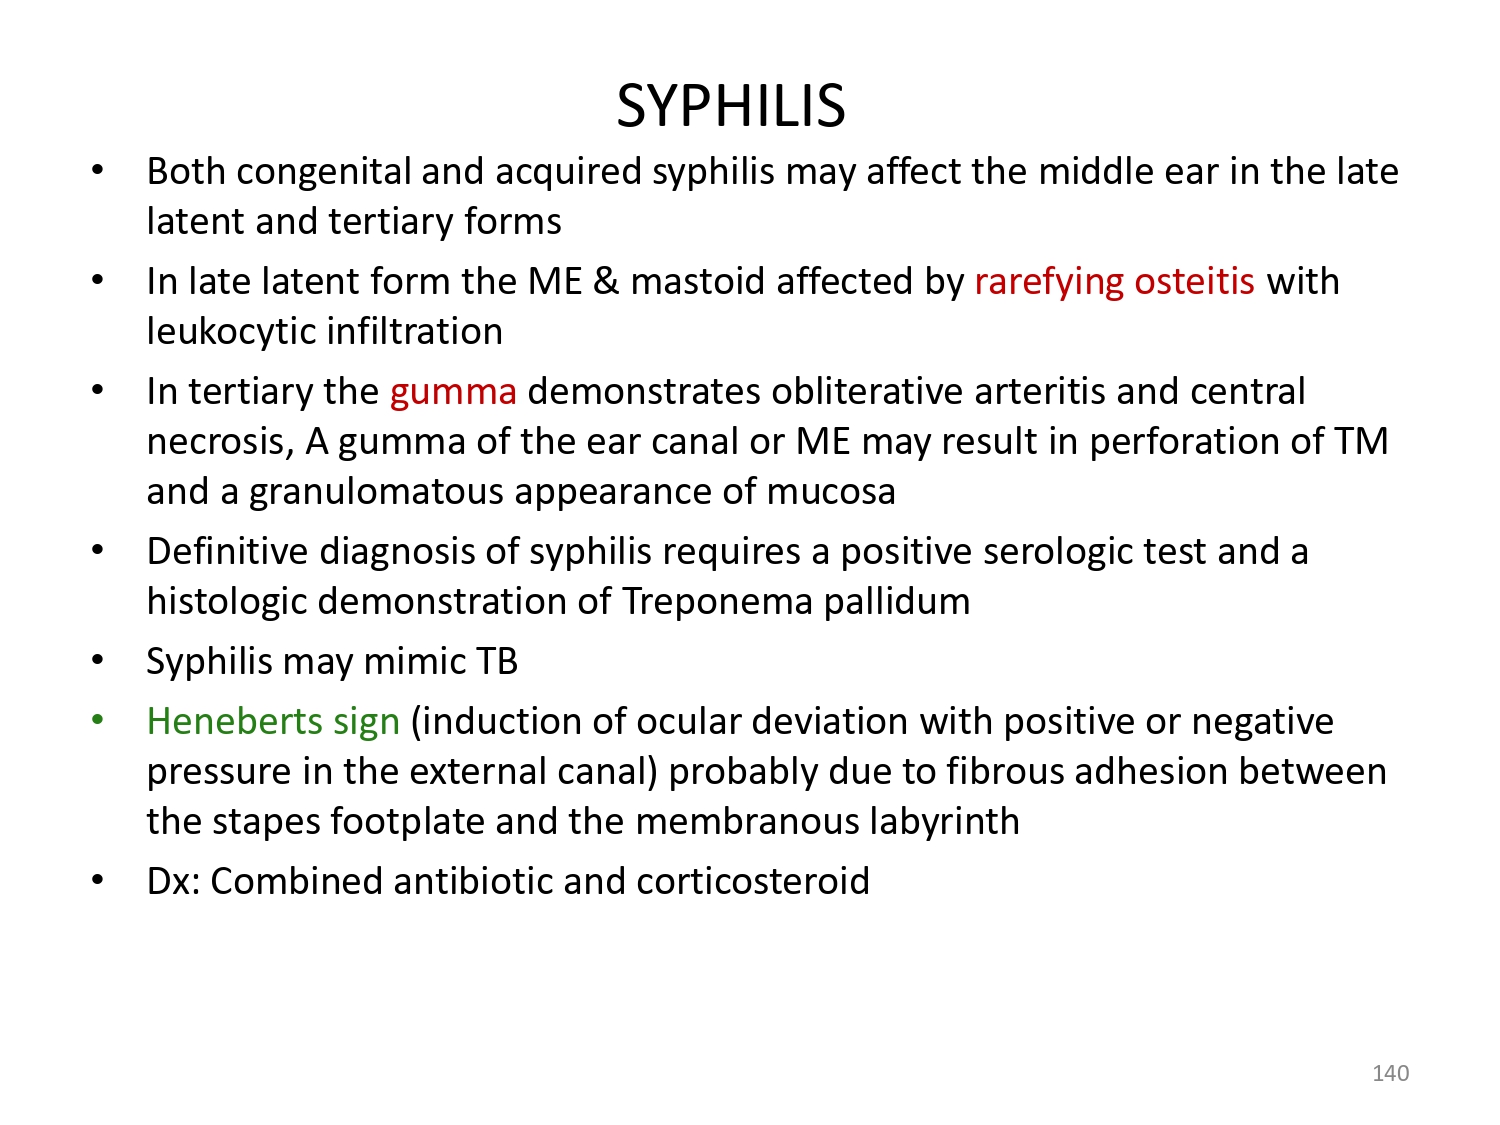 SYPHILIS
• Both congenital and acquired syphilis may affect the middle ear in the late
latent and tertiary forms
• In late latent form the ME & mastoid affected by rarefying osteitis with
leukocytic infiltration
• In tertiary the gumma demonstrates obliterative arteritis and central
necrosis, A gumma of the ear canal or ME may result in perforation of TM
and a granulomatous appearance of mucosa
• Definitive diagnosis of syphilis requires a positive serologic test and a
histologic demonstration of Treponema pallidum
• Syphilis may mimic TB
• Heneberts sign (induction of ocular deviation with positive or negative
pressure in the external canal) probably due to fibrous adhesion between
the stapes footplate and the membranous labyrinth
• Dx: Combined antibiotic and corticosteroid
140